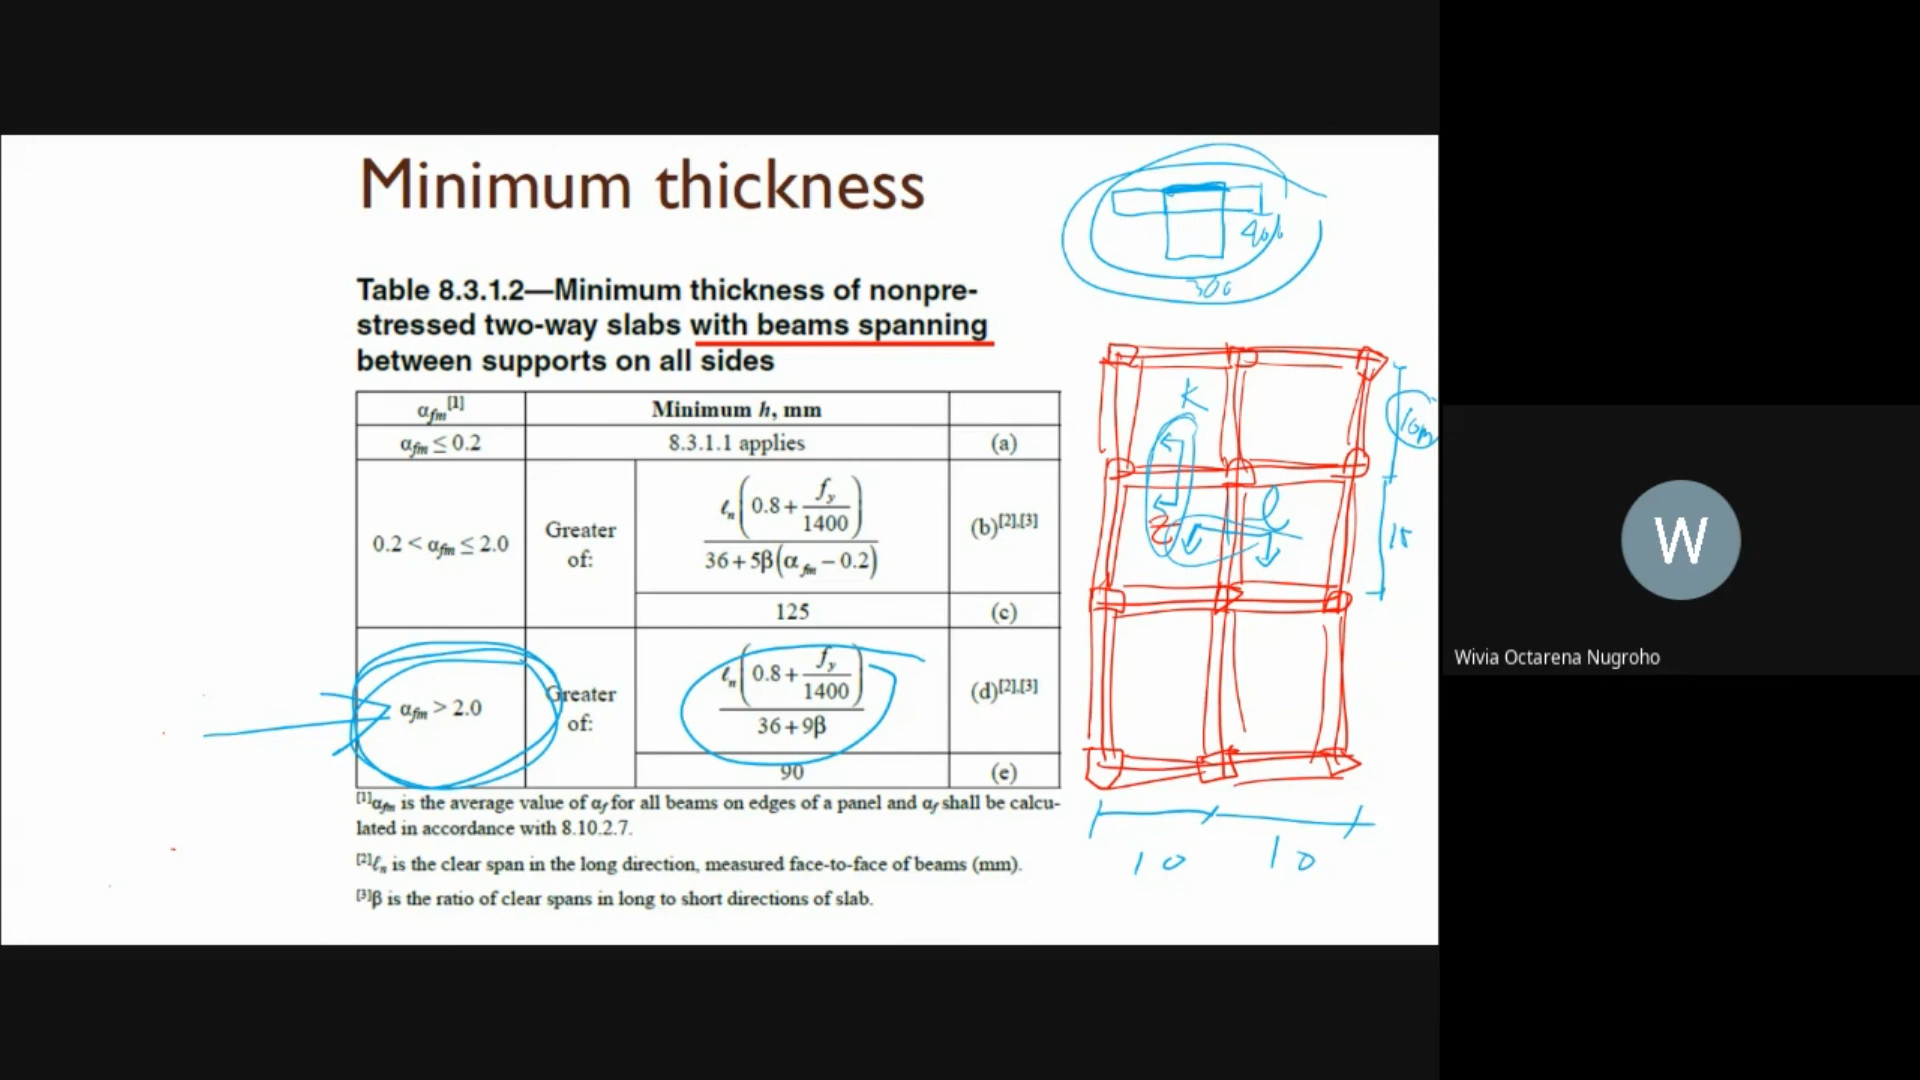 Minimum thickness
Table 8.3.1.2—Minimum thickness of nonpre-
stressed two-way slabs with beams spanning
between supports on all sides
αfm[1] Minimum h, mm
αfm ≤ 0.2 8.3.1.1 applies (a)
0.2 < αfm ≤ 2.0 Greater of: ℓn(0.8 + fy/1400) / 36 + 5β(αfm − 0.2) (b)[2],[3]
125 (c)
αfm > 2.0 Greater of: ℓn(0.8 + fy/1400) / 36 + 9β (d)[2],[3]
90 (e)
[1]αfm is the average value of αf for all beams on edges of a panel and αf shall be calcu-
lated in accordance with 8.10.2.7.
[2]ℓn is the clear span in the long direction, measured face-to-face of beams (mm).
[3]β is the ratio of clear spans in long to short directions of slab.
300
K
10m
l
15
10
10
W
Wivia Octarena Nugroho